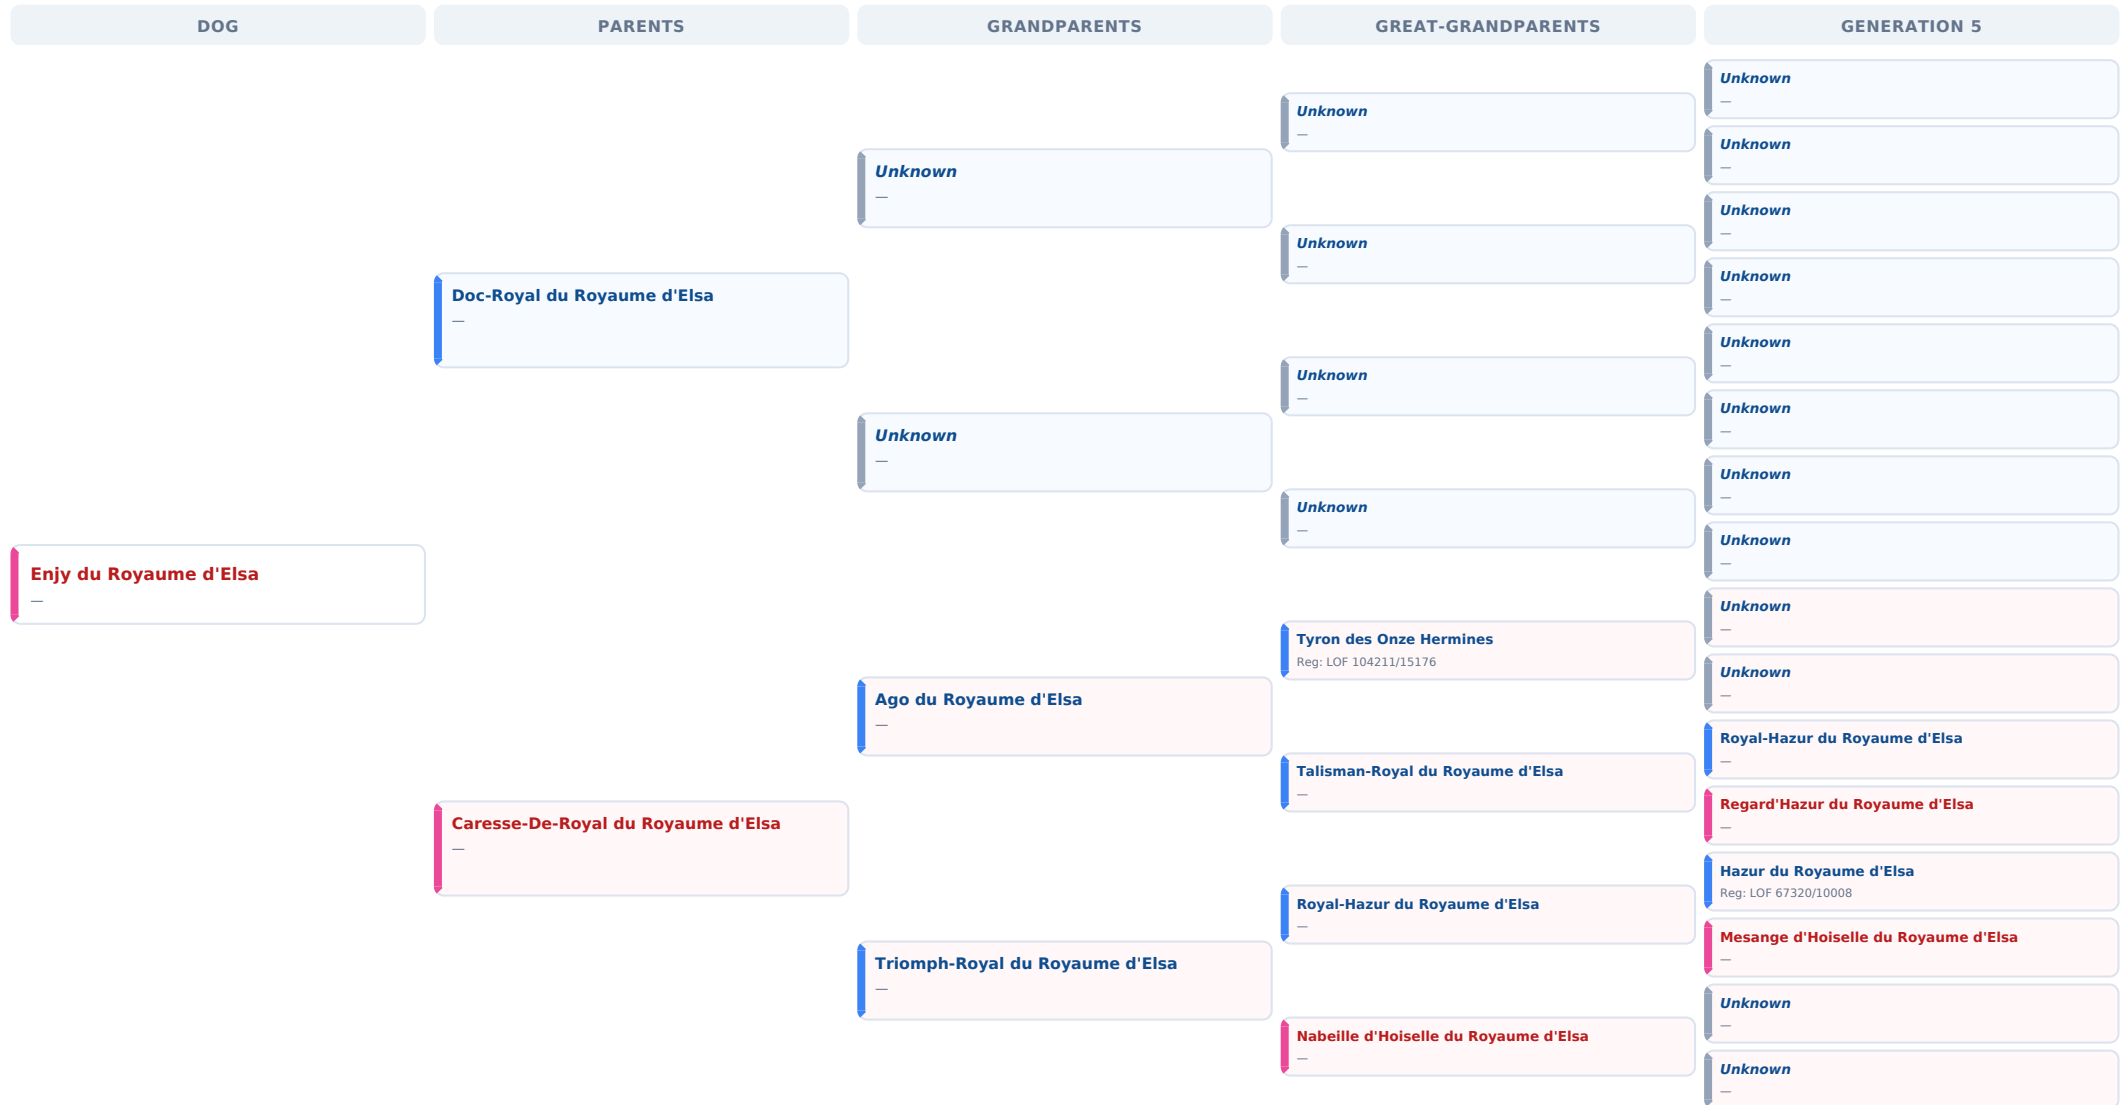 DOG
PARENTS
GRANDPARENTS
GREAT-GRANDPARENTS
GENERATION 5
Enjy du Royaume d'Elsa
—
Doc-Royal du Royaume d'Elsa
—
Caresse-De-Royal du Royaume d'Elsa
—
Unknown
—
Unknown
—
Ago du Royaume d'Elsa
—
Triomph-Royal du Royaume d'Elsa
—
Unknown
—
Unknown
—
Unknown
—
Unknown
—
Tyron des Onze Hermines
Reg: LOF 104211/15176
Talisman-Royal du Royaume d'Elsa
—
Royal-Hazur du Royaume d'Elsa
—
Nabeille d'Hoiselle du Royaume d'Elsa
—
Unknown
—
Unknown
—
Unknown
—
Unknown
—
Unknown
—
Unknown
—
Unknown
—
Unknown
—
Unknown
—
Unknown
—
Royal-Hazur du Royaume d'Elsa
—
Regard'Hazur du Royaume d'Elsa
—
Hazur du Royaume d'Elsa
Reg: LOF 67320/10008
Mesange d'Hoiselle du Royaume d'Elsa
—
Unknown
—
Unknown
—